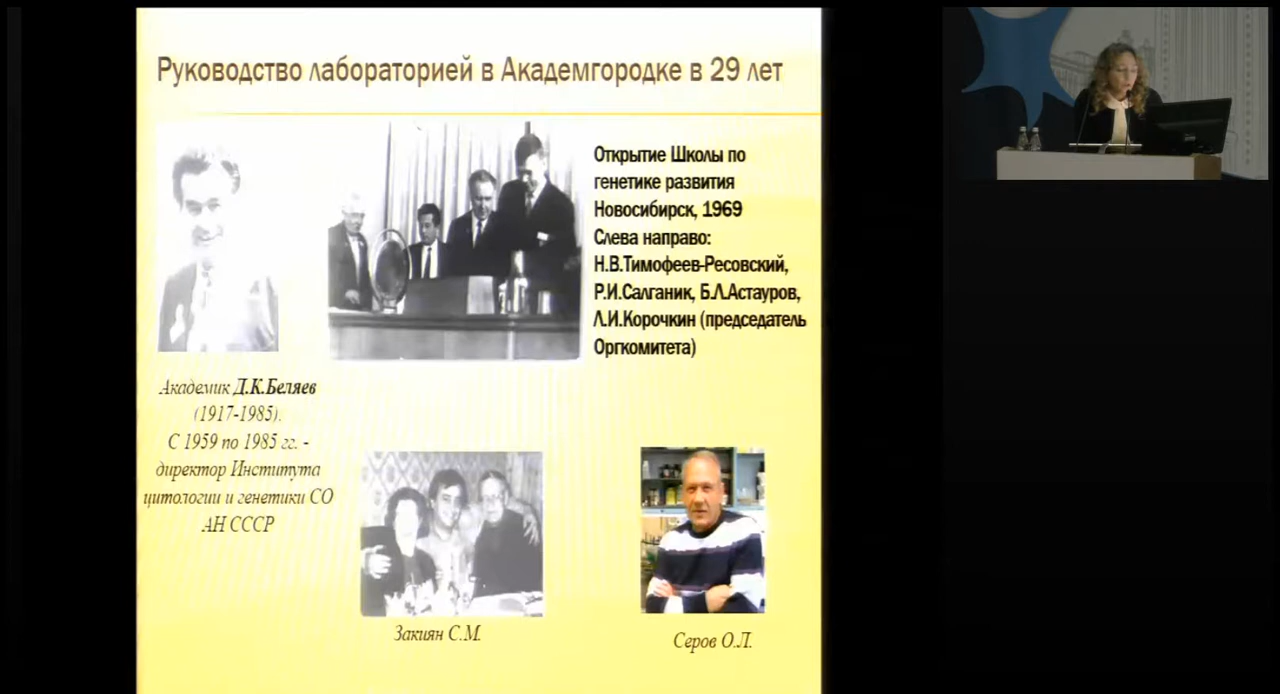 Руководство лабораторией в Академгородке в 29 лет
Открытие Школы по
генетике развития
Новосибирск, 1969
Слева направо:
Н.В.Тимофеев-Ресовский,
Р.И.Салганик, Б.Л.Астауров,
Л.И.Корочкин (председатель
Оргкомитета)
Академик Д.К.Беляев
(1917-1985).
С 1959 по 1985 гг. -
директор Института
цитологии и генетики СО
АН СССР
Закиян С.М.
Серов О.Л.